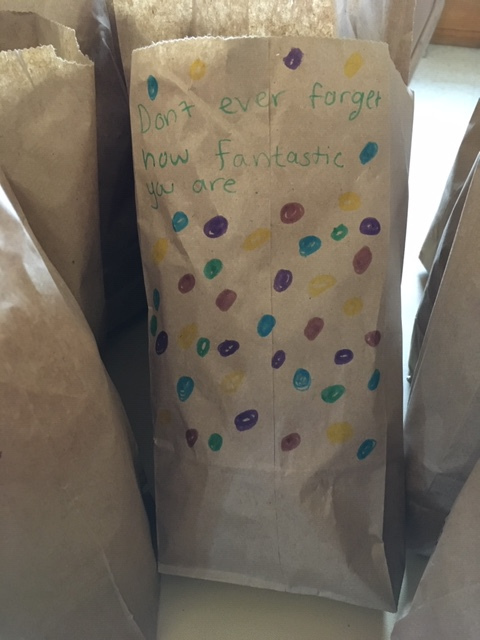 Don't ever forget
how fantastic
you are